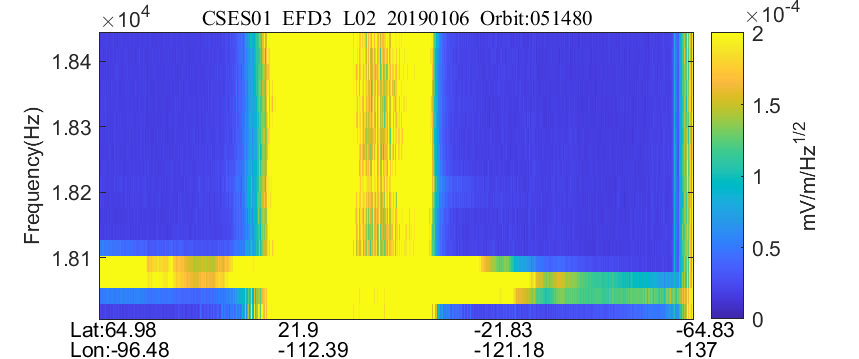 ×10⁴ CSES01 EFD3 L02 20190106 Orbit:051480 ×10⁻⁴
Frequency(Hz)
1.84
1.83
1.82
1.81
2
1.5
1
0.5
0
mV/m/Hz^1/2
Lat:64.98 21.9 -21.83 -64.83
Lon:-96.48 -112.39 -121.18 -137